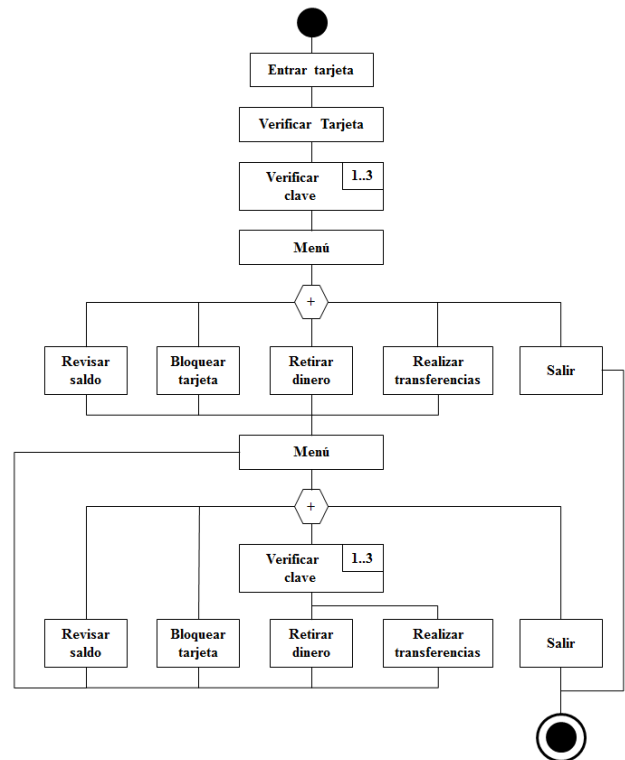 Entrar tarjeta
Verificar Tarjeta
Verificar
clave
1..3
Menú
+
Revisar
saldo
Bloquear
tarjeta
Retirar
dinero
Realizar
transferencias
Salir
Menú
+
Verificar
clave
1..3
Revisar
saldo
Bloquear
tarjeta
Retirar
dinero
Realizar
transferencias
Salir